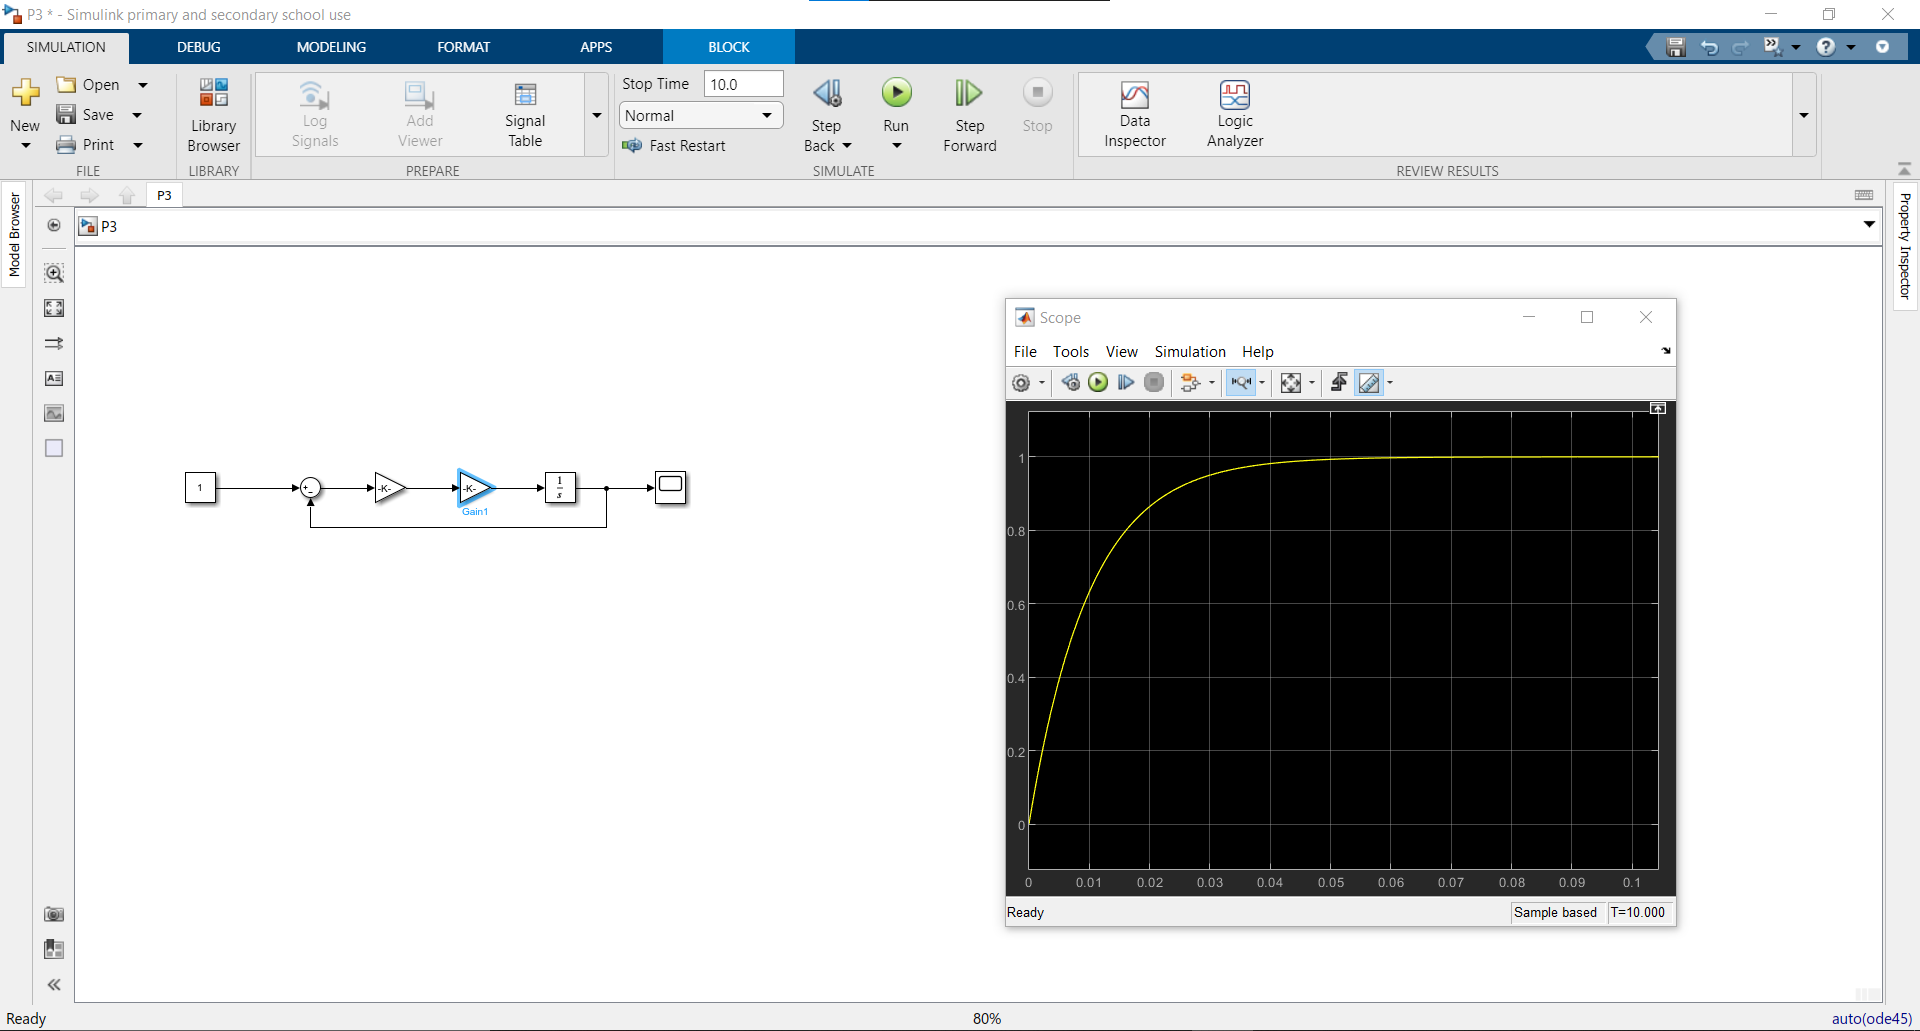 P3 * - Simulink primary and secondary school use
SIMULATION DEBUG MODELING FORMAT APPS BLOCK
New
Open
Save
Print
FILE
Library
Browser
LIBRARY
Log
Signals
Add
Viewer
Signal
Table
PREPARE
Stop Time 10.0
Normal
Fast Restart
Step
Back
Run
Step
Forward
Stop
SIMULATE
Data
Inspector
Logic
Analyzer
REVIEW RESULTS
Model Browser
P3
P3
Property Inspector
1
-K-
-K-
Gain1
1
s
Scope
File Tools View Simulation Help
1
0.8
0.6
0.4
0.2
0
0 0.01 0.02 0.03 0.04 0.05 0.06 0.07 0.08 0.09 0.1
Ready Sample based T=10.000
Ready 80% auto(ode45)